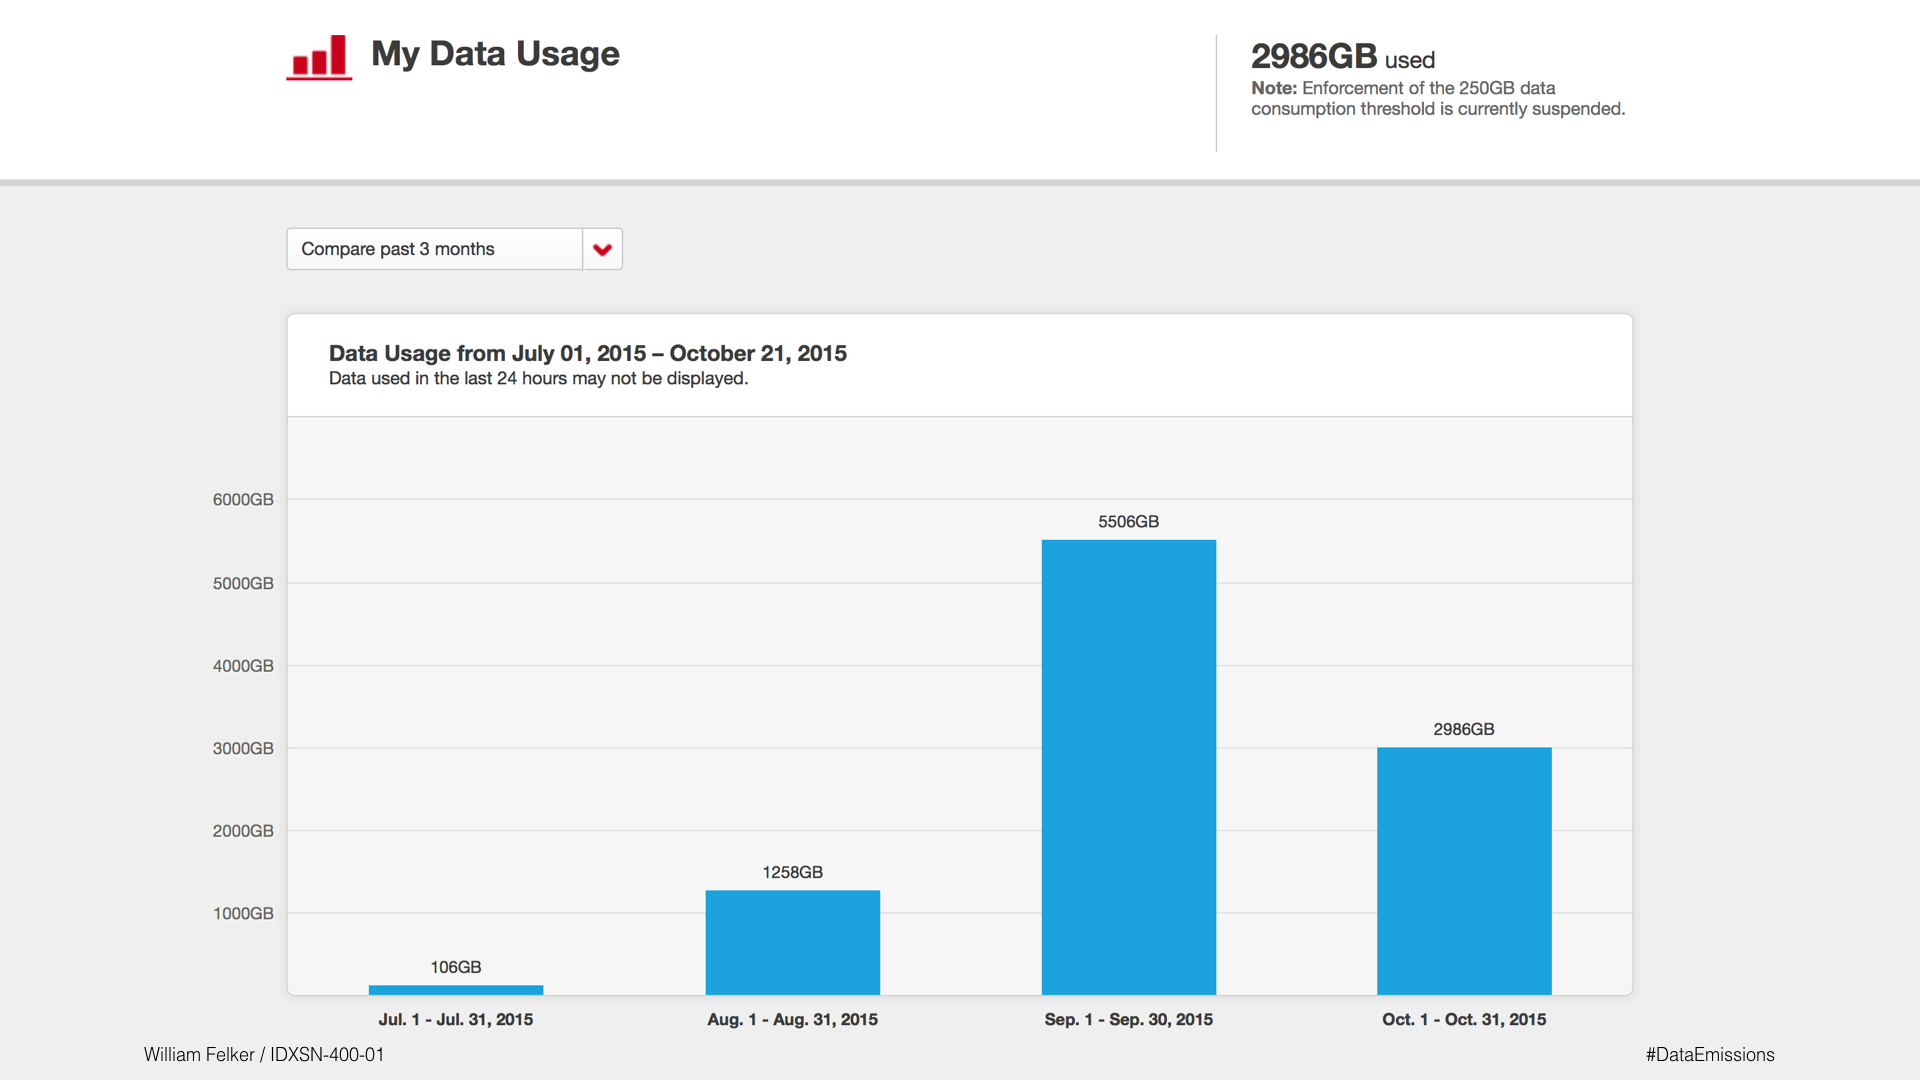 My Data Usage
2986GB used
Note: Enforcement of the 250GB data
consumption threshold is currently suspended.
Compare past 3 months
Data Usage from July 01, 2015 – October 21, 2015
Data used in the last 24 hours may not be displayed.
6000GB
5506GB
5000GB
4000GB
2986GB
3000GB
2000GB
1258GB
1000GB
106GB
Jul. 1 - Jul. 31, 2015
Aug. 1 - Aug. 31, 2015
Sep. 1 - Sep. 30, 2015
Oct. 1 - Oct. 31, 2015
William Felker / IDXSN-400-01
#DataEmissions